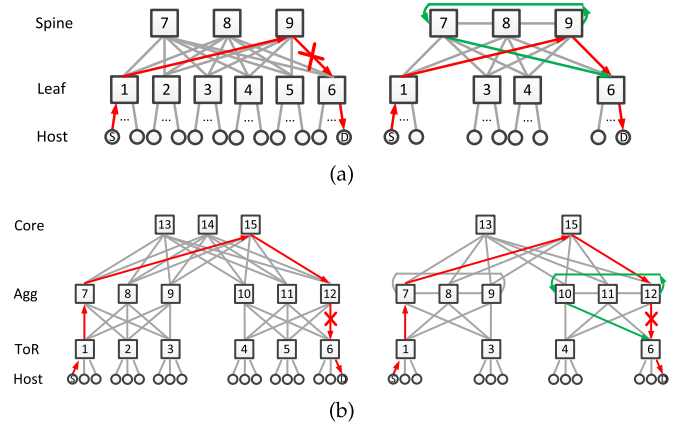 Spine 7 8 9 7 8 9
Leaf 1 2 3 4 5 6 1 3 4 6
... ... ... ... ... ... ... ... ... ...
Host S D S D
(a)
Core 13 14 15 13 15
Agg 7 8 9 10 11 12 7 8 9 10 11 12
ToR 1 2 3 4 5 6 1 3 4 6
Host S D S D
(b)